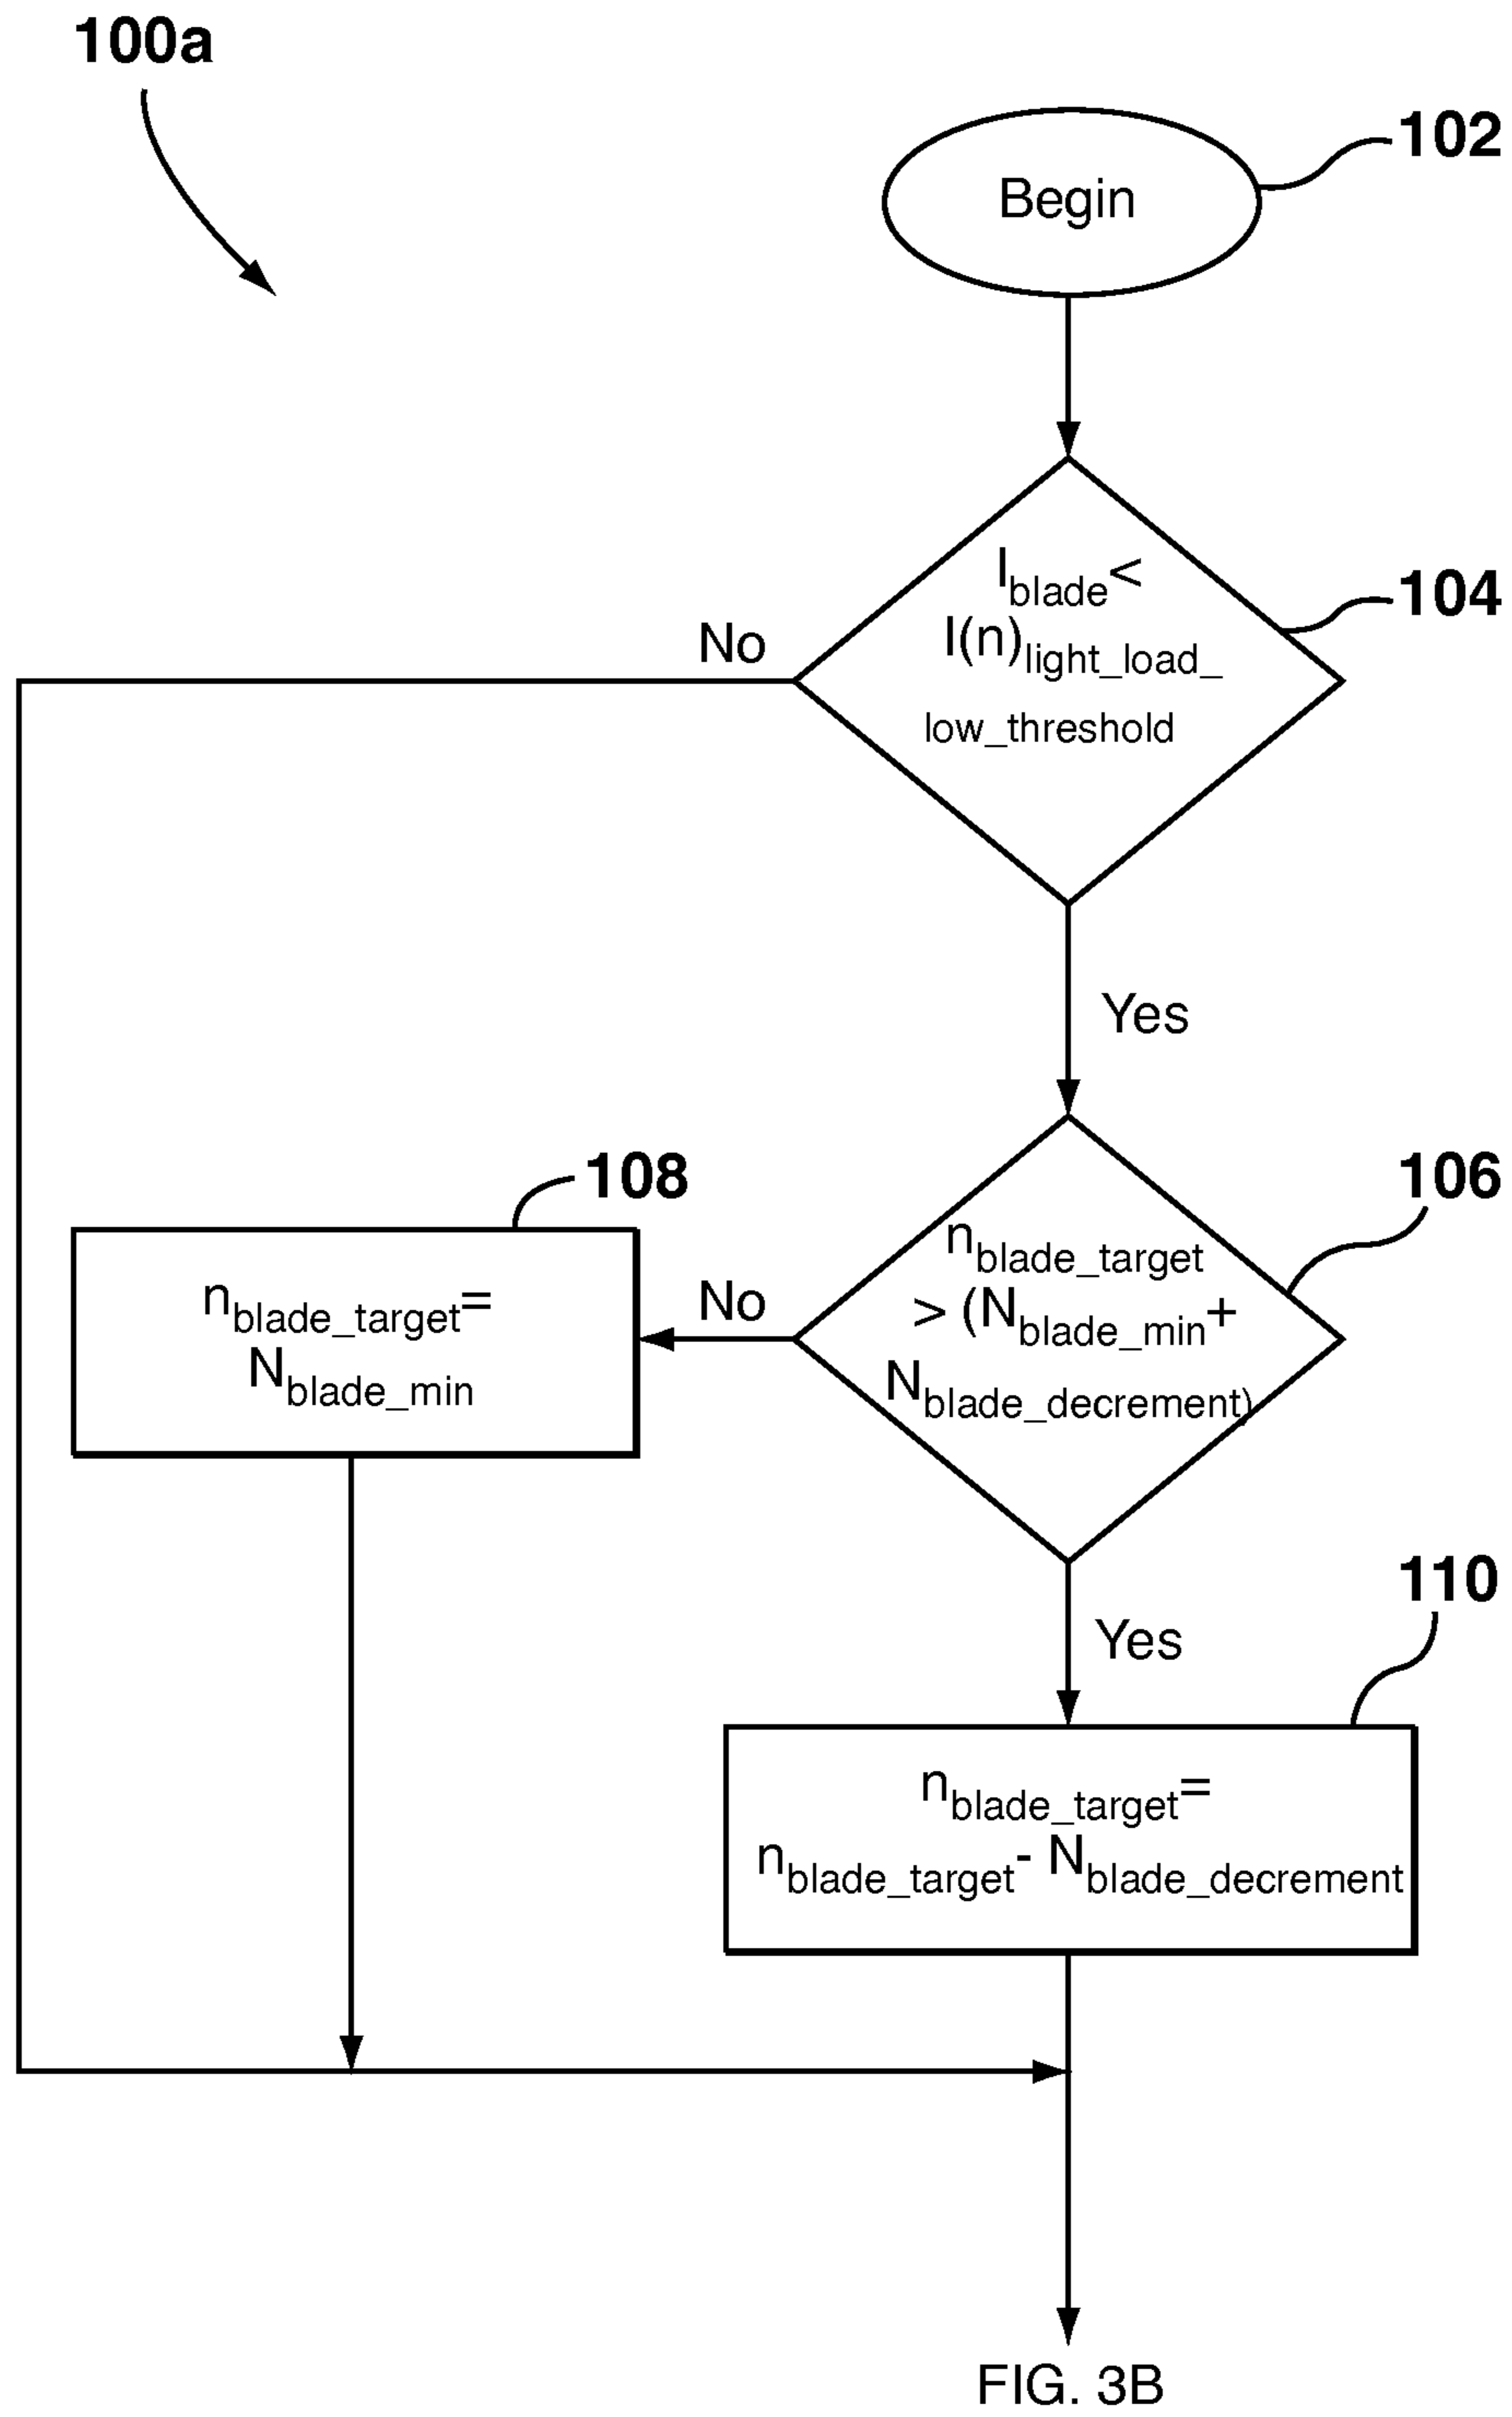 100a
102
Begin
104
I_blade<
I(n)_light_load_
low_threshold
No
Yes
108
106
n_blade_target=
N_blade_min
No
n_blade_target
> (N_blade_min+
N_blade_decrement)
110
Yes
n_blade_target=
n_blade_target- N_blade_decrement
FIG. 3B